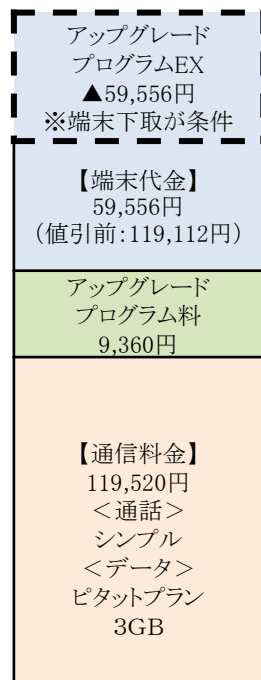 アップグレード
プログラムEX
▲59,556円
※端末下取が条件
【端末代金】
59,556円
（値引前：119,112円）
アップグレード
プログラム料
9,360円
【通信料金】
119,520円
＜通話＞
シンプル
＜データ＞
ピタットプラン
3GB